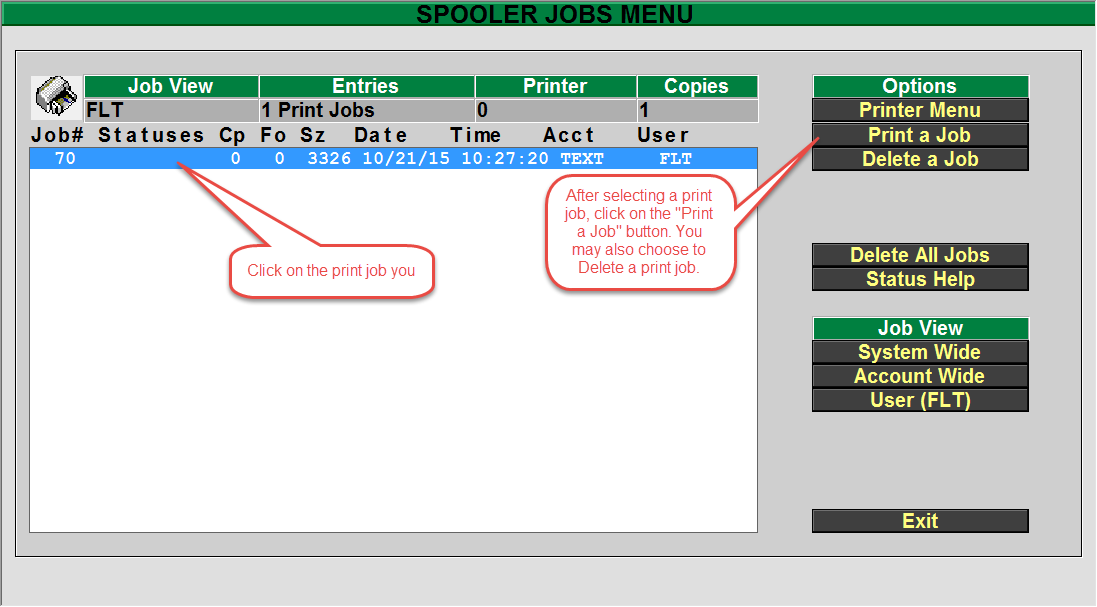 SPOOLER JOBS MENU
Job View Entries Printer Copies
FLT 1 Print Jobs 0 1
Job# Statuses Cp Fo Sz Date Time Acct User
70 0 0 3326 10/21/15 10:27:20 TEXT FLT
Click on the print job you
After selecting a print
job, click on the "Print
a Job" button. You
may also choose to
Delete a print job.
Options
Printer Menu
Print a Job
Delete a Job
Delete All Jobs
Status Help
Job View
System Wide
Account Wide
User (FLT)
Exit